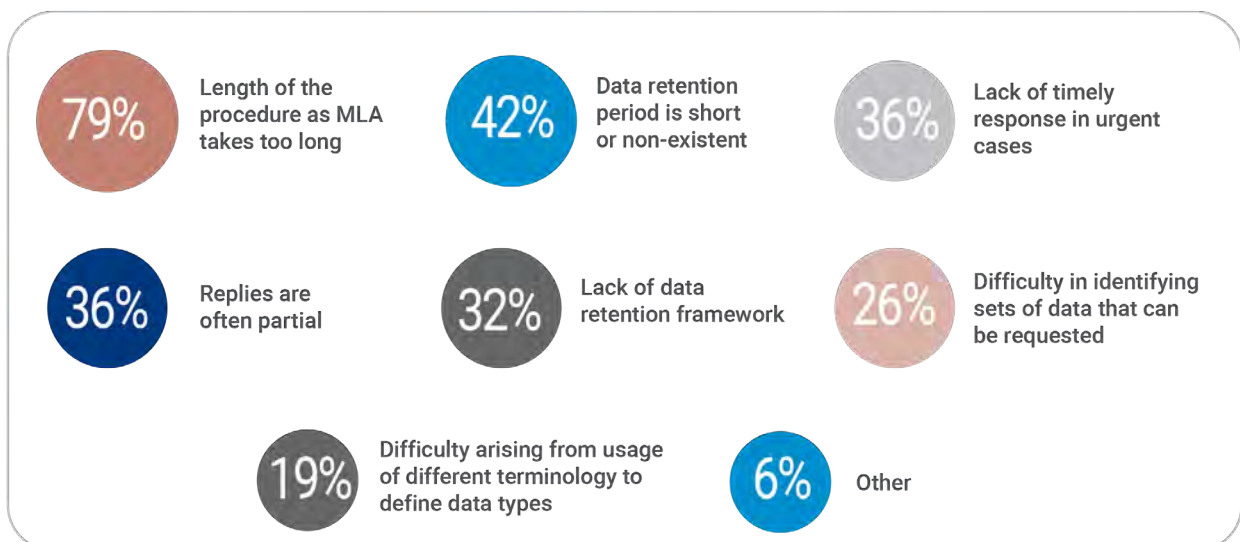 79%
Length of the
procedure as MLA
takes too long
42%
Data retention
period is short
or non-existent
36%
Lack of timely
response in urgent
cases
36%
Replies are
often partial
32%
Lack of data
retention framework
26%
Difficulty in identifying
sets of data that can
be requested
19%
Difficulty arising from usage
of different terminology to
define data types
6%
Other